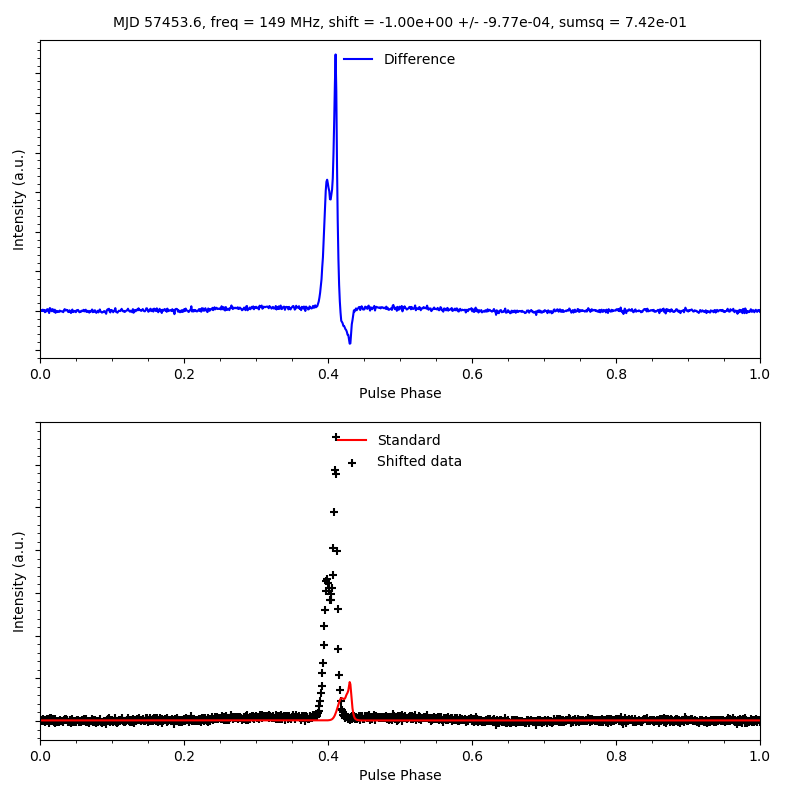 MJD 57453.6, freq = 149 MHz, shift = -1.00e+00 +/- -9.77e-04, sumsq = 7.42e-01
Difference
Intensity (a.u.)
0.0 0.2 0.4 0.6 0.8 1.0
Pulse Phase
Standard
Shifted data
Intensity (a.u.)
0.0 0.2 0.4 0.6 0.8 1.0
Pulse Phase